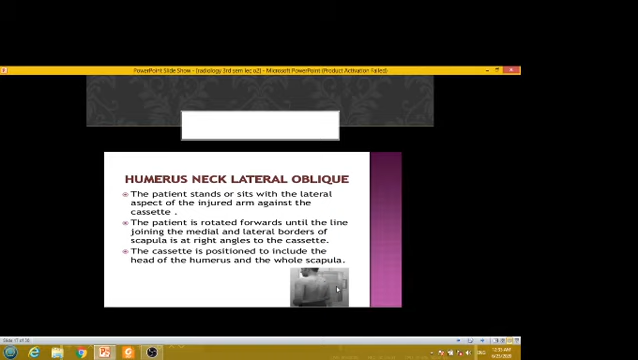 PowerPoint Slide Show - [radiology 3rd sem lec o2] - Microsoft PowerPoint (Product Activation Failed)
HUMERUS NECK LATERAL OBLIQUE
The patient stands or sits with the lateral
aspect of the injured arm against the
cassette .
The patient is rotated forwards until the line
joining the medial and lateral borders of
scapula is at right angles to the cassette.
The cassette is positioned to include the
head of the humerus and the whole scapula.